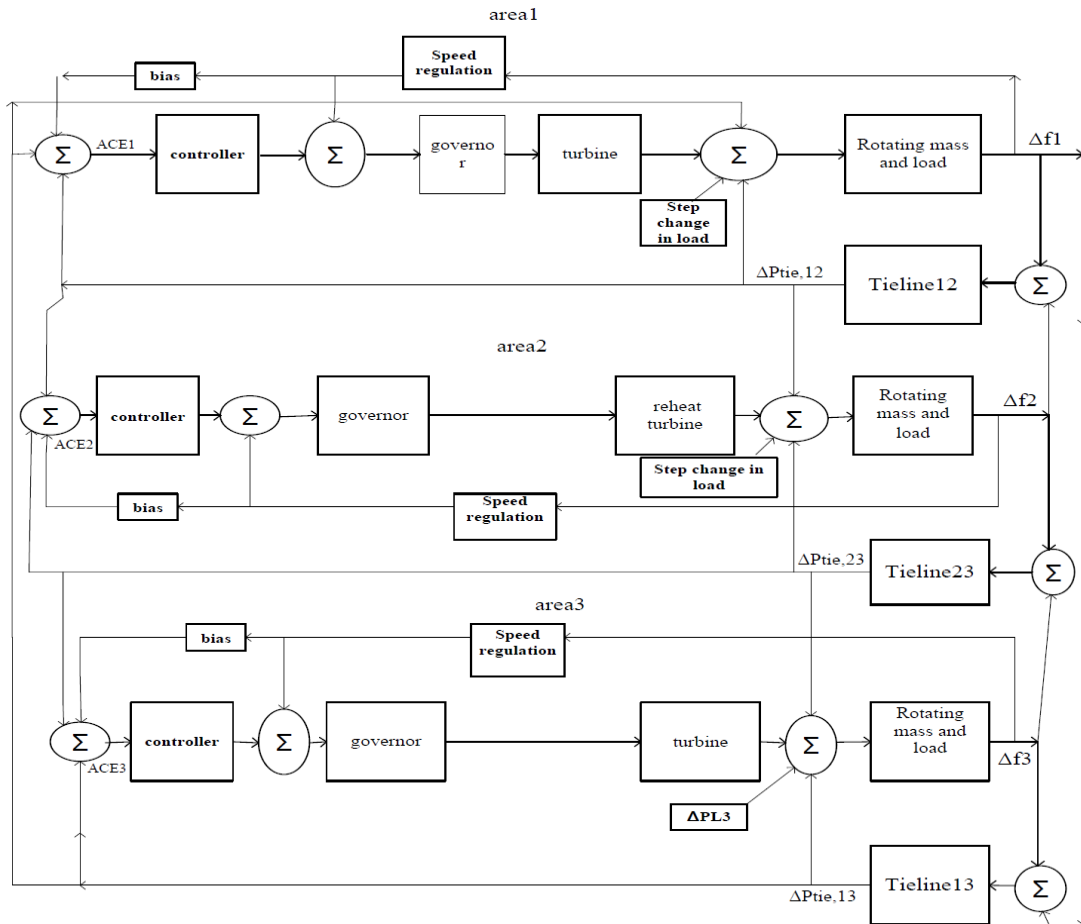 area1
Speed
regulation
bias
Σ
ACE1
controller
Σ
governo
r
turbine
Σ
Rotating mass
and load
Δf1
Step
change
in load
ΔPtie,12
Tieline12
Σ
area2
Σ
ACE2
controller
Σ
governor
reheat
turbine
Σ
Rotating
mass and
load
Δf2
Step change in
load
bias
Speed
regulation
ΔPtie,23
Tieline23
Σ
area3
bias
Speed
regulation
Σ
ACE3
controller
Σ
governor
turbine
Σ
Rotating
mass and
load
Δf3
ΔPL3
ΔPtie,13
Tieline13
Σ